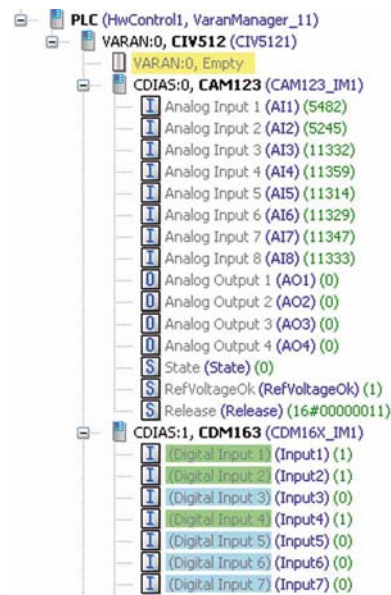 PLC (HwControl1, VaranManager_11)
VARAN:0, CIV512 (CIV5121)
VARAN:0, Empty
CDIAS:0, CAM123 (CAM123_IM1)
I Analog Input 1 (AI1) (5482)
I Analog Input 2 (AI2) (5245)
I Analog Input 3 (AI3) (11332)
I Analog Input 4 (AI4) (11359)
I Analog Input 5 (AI5) (11314)
I Analog Input 6 (AI6) (11329)
I Analog Input 7 (AI7) (11347)
I Analog Input 8 (AI8) (11333)
O Analog Output 1 (AO1) (0)
O Analog Output 2 (AO2) (0)
O Analog Output 3 (AO3) (0)
O Analog Output 4 (AO4) (0)
S State (State) (0)
S RefVoltageOk (RefVoltageOk) (1)
S Release (Release) (16#00000011)
CDIAS:1, CDM163 (CDM16X_IM1)
I (Digital Input 1) (Input1) (1)
I (Digital Input 2) (Input2) (1)
I (Digital Input 3) (Input3) (0)
I (Digital Input 4) (Input4) (1)
I (Digital Input 5) (Input5) (0)
I (Digital Input 6) (Input6) (0)
I (Digital Input 7) (Input7) (0)